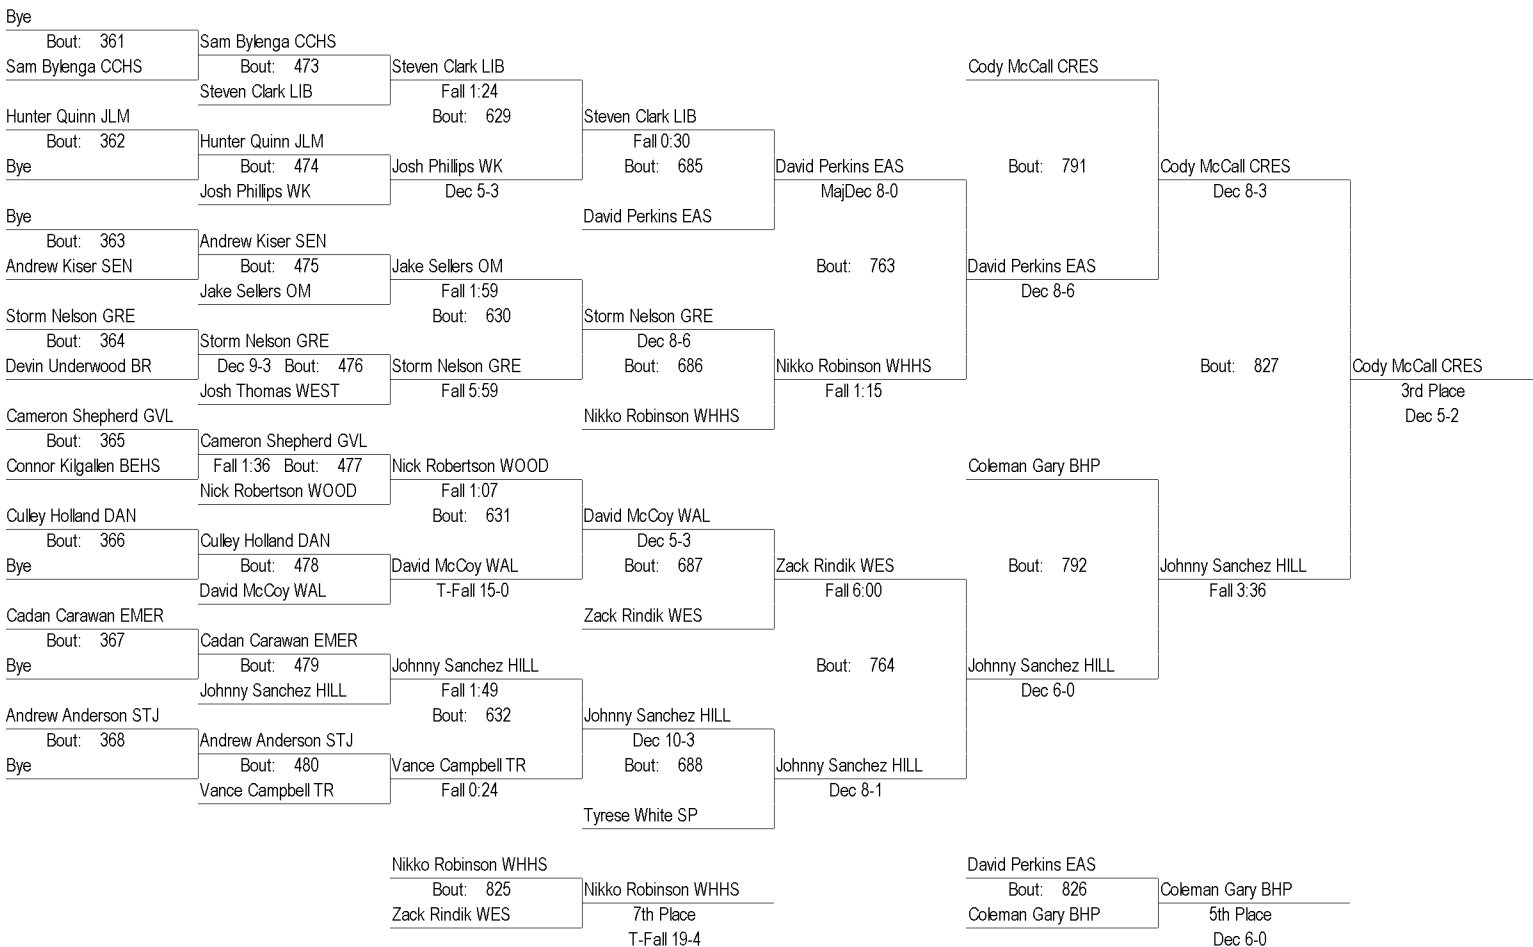 Bye
Bout: 361 Sam Bylenga CCHS
Sam Bylenga CCHS Bout: 473 Steven Clark LIB Cody McCall CRES
Steven Clark LIB Fall 1:24
Hunter Quinn JLM Bout: 629 Steven Clark LIB
Bout: 362 Hunter Quinn JLM Fall 0:30
Bye Bout: 474 Josh Phillips WK Bout: 685 David Perkins EAS Bout: 791 Cody McCall CRES
Josh Phillips WK Dec 5-3 MajDec 8-0 Dec 8-3
Bye David Perkins EAS
Bout: 363 Andrew Kiser SEN
Andrew Kiser SEN Bout: 475 Jake Sellers OM Bout: 763 David Perkins EAS
Jake Sellers OM Fall 1:59 Dec 8-6
Storm Nelson GRE Bout: 630 Storm Nelson GRE
Bout: 364 Storm Nelson GRE Dec 8-6
Devin Underwood BR Dec 9-3 Bout: 476 Storm Nelson GRE Bout: 686 Nikko Robinson WHHS Bout: 827 Cody McCall CRES
Josh Thomas WEST Fall 5:59 Fall 1:15 3rd Place
Cameron Shepherd GVL Nikko Robinson WHHS Dec 5-2
Bout: 365 Cameron Shepherd GVL
Connor Kilgallen BEHS Fall 1:36 Bout: 477 Nick Robertson WOOD Coleman Gary BHP
Nick Robertson WOOD Fall 1:07
Culley Holland DAN Bout: 631 David McCoy WAL
Bout: 366 Culley Holland DAN Dec 5-3
Bye Bout: 478 David McCoy WAL Bout: 687 Zack Rindik WES Bout: 792 Johnny Sanchez HILL
David McCoy WAL T-Fall 15-0 Fall 6:00 Fall 3:36
Cadan Carawan EMER Zack Rindik WES
Bout: 367 Cadan Carawan EMER
Bye Bout: 479 Johnny Sanchez HILL Bout: 764 Johnny Sanchez HILL
Johnny Sanchez HILL Fall 1:49 Dec 6-0
Andrew Anderson STJ Bout: 632 Johnny Sanchez HILL
Bout: 368 Andrew Anderson STJ Dec 10-3
Bye Bout: 480 Vance Campbell TR Bout: 688 Johnny Sanchez HILL
Vance Campbell TR Fall 0:24 Dec 8-1
Tyrese White SP
Nikko Robinson WHHS David Perkins EAS
Bout: 825 Nikko Robinson WHHS Bout: 826 Coleman Gary BHP
Zack Rindik WES 7th Place Coleman Gary BHP 5th Place
T-Fall 19-4 Dec 6-0